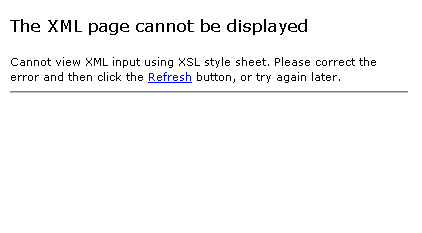 The XML page cannot be displayed
Cannot view XML input using XSL style sheet. Please correct the
error and then click the Refresh button, or try again later.